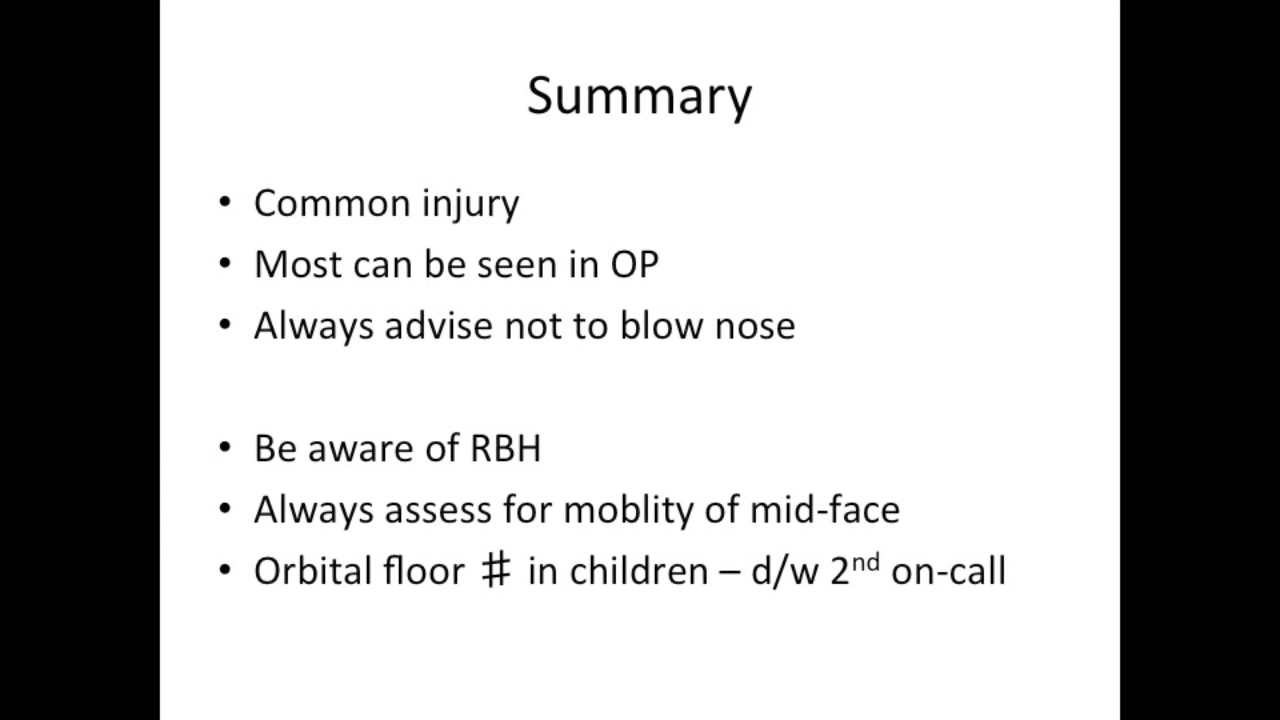 Summary
• Common injury
• Most can be seen in OP
• Always advise not to blow nose
• Be aware of RBH
• Always assess for moblity of mid-face
• Orbital floor # in children – d/w 2nd on-call